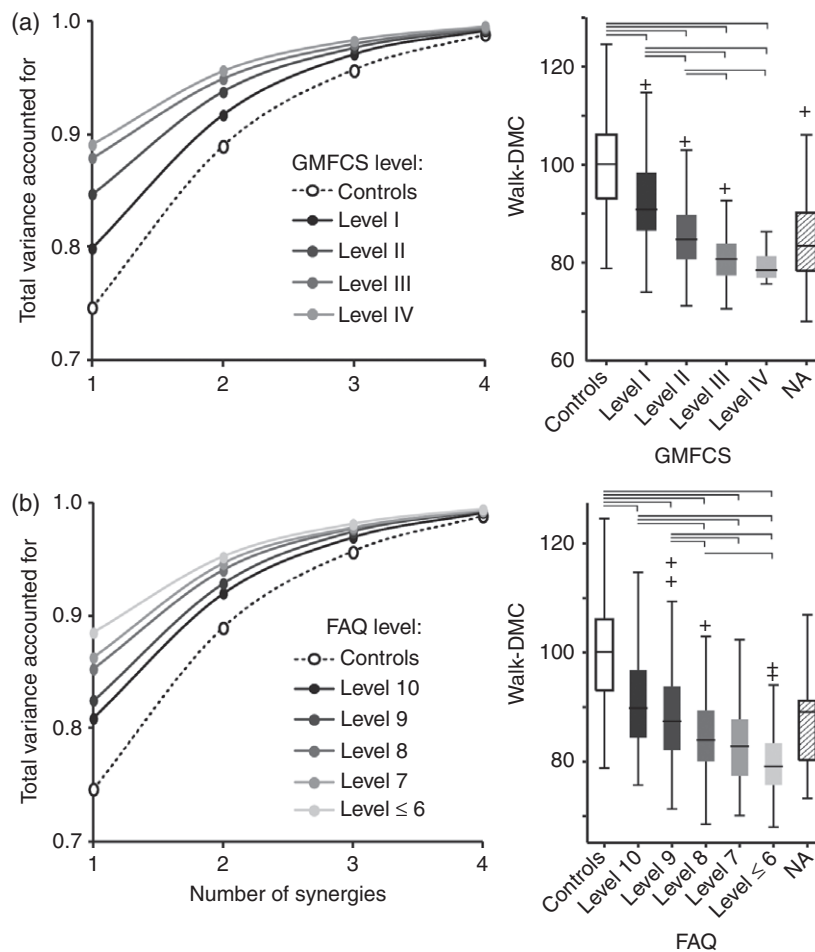 (a)
Total variance accounted for
1.0
0.9
0.8
0.7
1
2
3
4
GMFCS level:
Controls
Level I
Level II
Level III
Level IV
Walk-DMC
120
100
80
60
Controls
Level I
Level II
Level III
Level IV
NA
GMFCS
(b)
Total variance accounted for
1.0
0.9
0.8
0.7
1
2
3
4
Number of synergies
FAQ level:
Controls
Level 10
Level 9
Level 8
Level 7
Level ≤ 6
Walk-DMC
120
100
80
Controls
Level 10
Level 9
Level 8
Level 7
Level ≤ 6
NA
FAQ